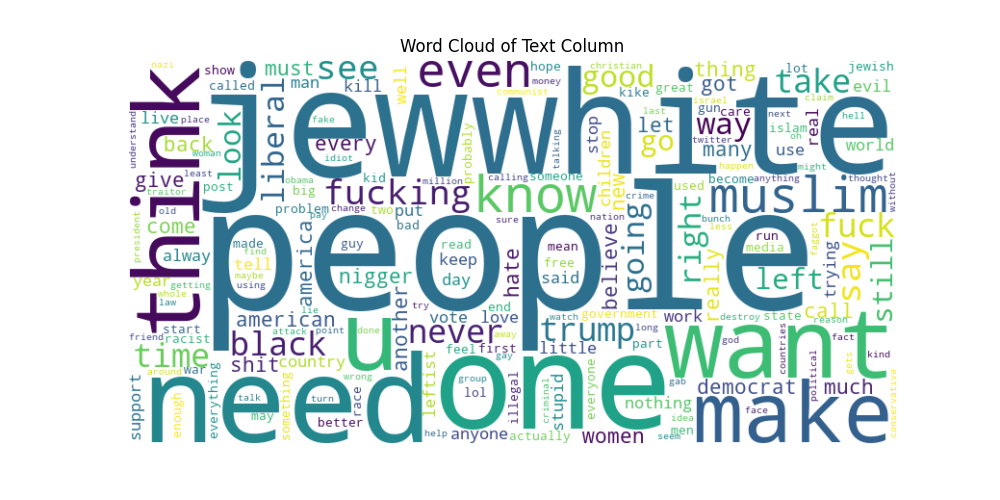 Word Cloud of Text Column
nazi
show
must
see
even
christian
good
thing
lot
jewish
called
man
kill
well
hope
money
communist
kike
great
got
take
evil
think
jew
white
understand
live
place
look
liberal
fake
every
idiot
probably
talking
stop
last
let
go
israel
gun
care
way
twitter
many
use
next
claim
real
islam
oh
hell
world
back
woman
give
least
traitor
post
obama
big
kid
million
fucking
calling
know
someone
children
new
used
become
happen
anything
might
muslim
thought
without
president
old
come
people
problem
pay
change
two
put
bad
sure
nation
crime
going
right
bunch
less
faggot
run
media
fuck
say
still
alway
made
find
tell
maybe
using
america
guy
nigger
read
keep
day
hate
mean
free
said
believe
really
left
trying
year
getting
whole
law
lie
another
try
end
vote
love
watch
government
destroy
state
call
reason
friend
start
racist
american
attack
point
done
u
never
away
trump
work
long
god
want
fact
time
around
war
black
shit
country
wrong
feel
first
gay
little
part
countries
political
gets
kind
support
enough
everything
need
talk
may
something
turn
race
better
leftist
group
lol
help
one
anyone
illegal
actually
criminal
stupid
everyone
women
nothing
idea
men
seem
gab
democrat
face
make
much
conservative